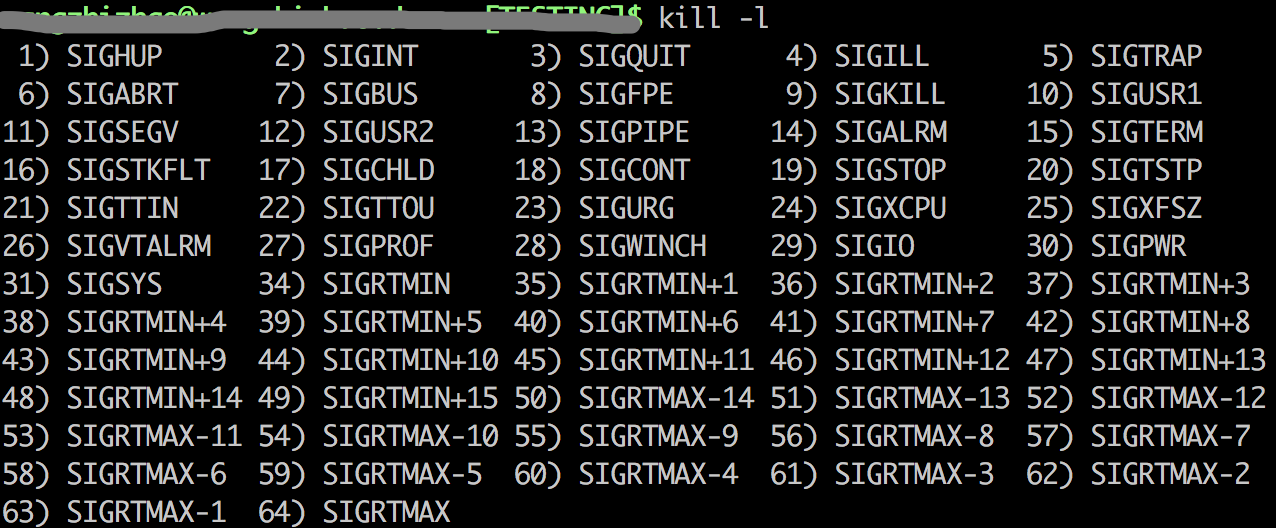 kill -l
1) SIGHUP 2) SIGINT 3) SIGQUIT 4) SIGILL 5) SIGTRAP
6) SIGABRT 7) SIGBUS 8) SIGFPE 9) SIGKILL 10) SIGUSR1
11) SIGSEGV 12) SIGUSR2 13) SIGPIPE 14) SIGALRM 15) SIGTERM
16) SIGSTKFLT 17) SIGCHLD 18) SIGCONT 19) SIGSTOP 20) SIGTSTP
21) SIGTTIN 22) SIGTTOU 23) SIGURG 24) SIGXCPU 25) SIGXFSZ
26) SIGVTALRM 27) SIGPROF 28) SIGWINCH 29) SIGIO 30) SIGPWR
31) SIGSYS 34) SIGRTMIN 35) SIGRTMIN+1 36) SIGRTMIN+2 37) SIGRTMIN+3
38) SIGRTMIN+4 39) SIGRTMIN+5 40) SIGRTMIN+6 41) SIGRTMIN+7 42) SIGRTMIN+8
43) SIGRTMIN+9 44) SIGRTMIN+10 45) SIGRTMIN+11 46) SIGRTMIN+12 47) SIGRTMIN+13
48) SIGRTMIN+14 49) SIGRTMIN+15 50) SIGRTMAX-14 51) SIGRTMAX-13 52) SIGRTMAX-12
53) SIGRTMAX-11 54) SIGRTMAX-10 55) SIGRTMAX-9 56) SIGRTMAX-8 57) SIGRTMAX-7
58) SIGRTMAX-6 59) SIGRTMAX-5 60) SIGRTMAX-4 61) SIGRTMAX-3 62) SIGRTMAX-2
63) SIGRTMAX-1 64) SIGRTMAX